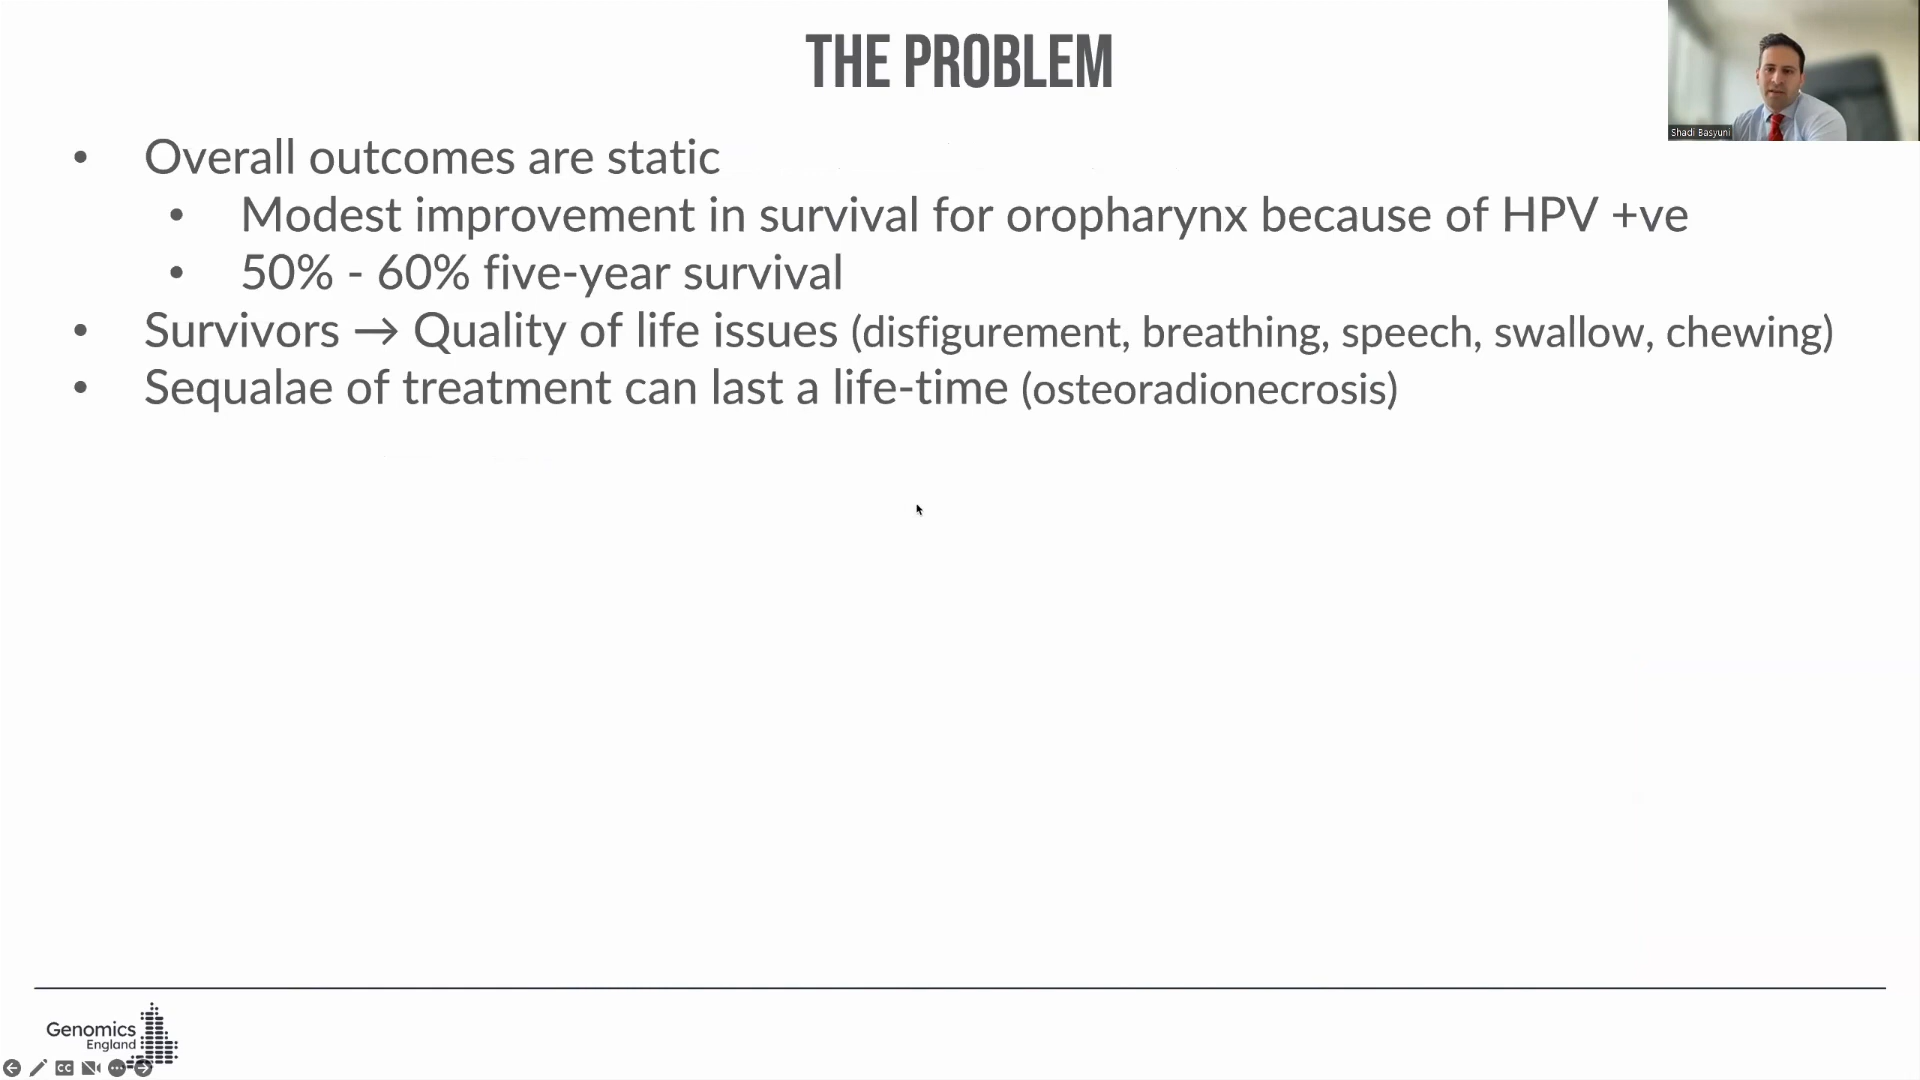 THE PROBLEM
Shadi Basyuni
• Overall outcomes are static
• Modest improvement in survival for oropharynx because of HPV +ve
• 50% - 60% five-year survival
• Survivors → Quality of life issues (disfigurement, breathing, speech, swallow, chewing)
• Sequalae of treatment can last a life-time (osteoradionecrosis)
Genomics
England
CC